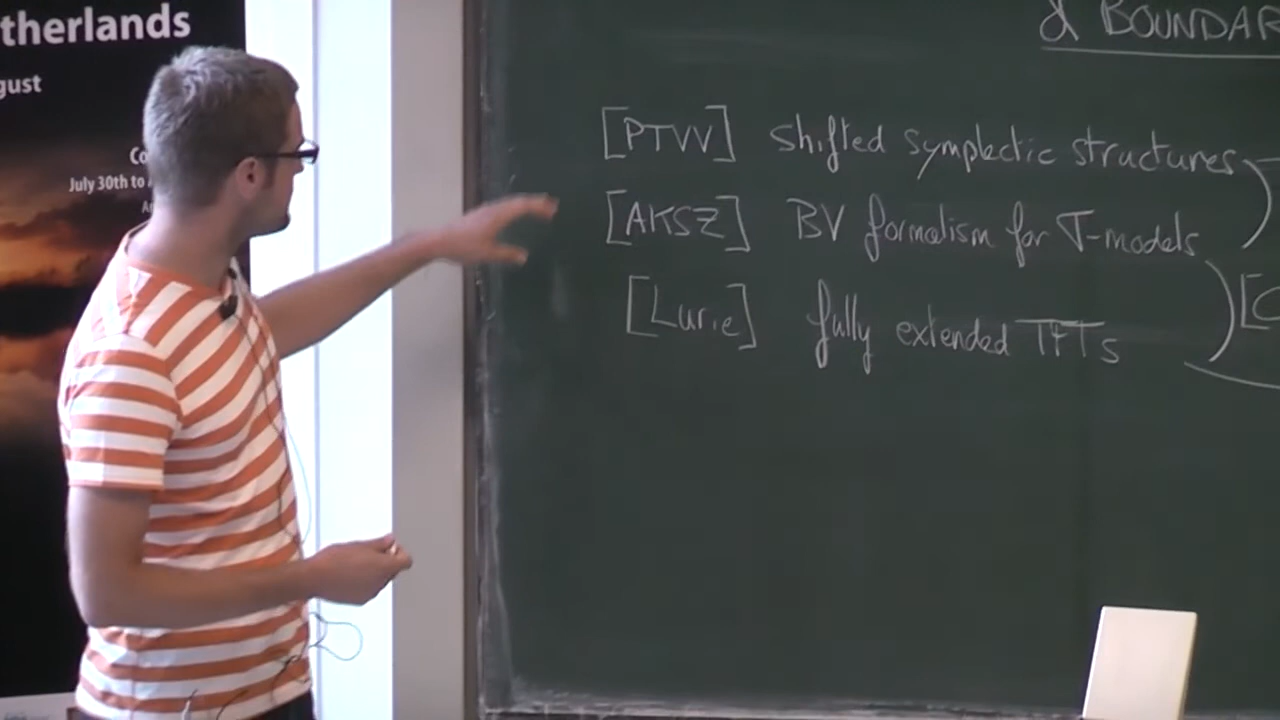 therlands
gust
Co
July 30th to
& BOUNDAR
[PTVV] shifted symplectic structures
[AKSZ] BV formalism for σ-models
[Lurie] fully extended TFTs
[C